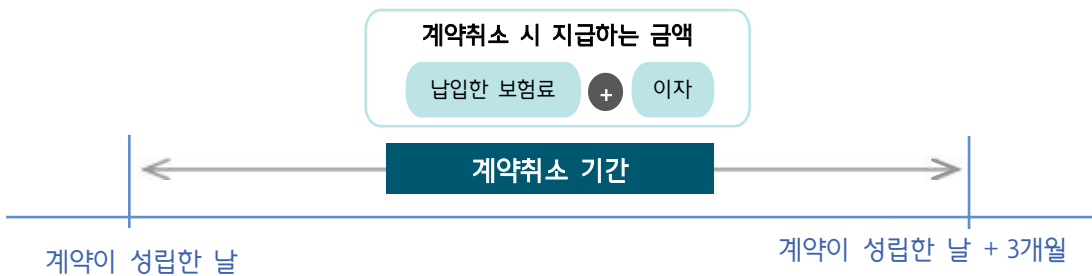 계약취소 시 지급하는 금액
납입한 보험료 + 이자
계약취소 기간
계약이 성립한 날
계약이 성립한 날 + 3개월